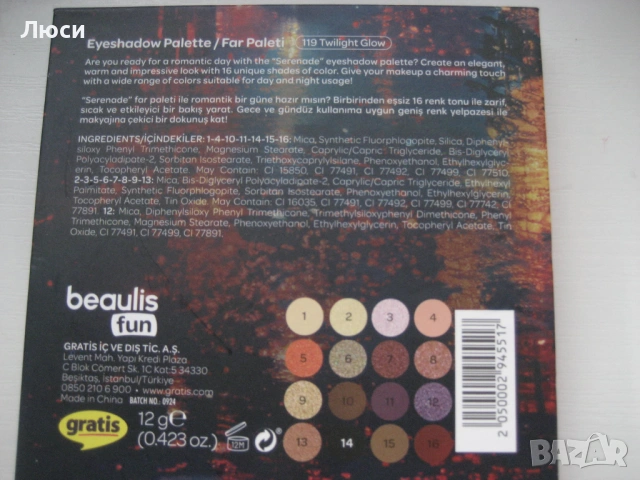 Люси
Eyeshadow Palette / Far Paleti 119 Twilight Glow
Are you ready for a romantic day with the "Serenade" eyeshadow palette? Create an elegant,
warm and impressive look with 16 unique shades of color. Give your makeup a charming touch
with a wide range of colors suitable for day and night usage!
"Serenade" far paleti ile romantik bir güne hazır mısın? Birbirinden eşsiz 16 renk tonu ile zarif,
sıcak ve etkileyici bir bakış yarat. Gece ve gündüz kullanıma uygun geniş renk yelpazesi ile
makyajına çekici bir dokunuş kat!
INGREDIENTS/İÇİNDEKİLER: 1-4-10-11-14-15-16: Mica, Synthetic Fluorphlogopite, Silica, Diphenyl-
siloxy Phenyl Trimethicone, Magnesium Stearate, Caprylic/Capric Triglyceride, Bis-Diglyceryl
Polyacyladipate-2, Sorbitan Isostearate, Triethoxycaprylylsilane, Phenoxyethanol, Ethylhexylglycerin,
Tocopheryl Acetate. May Contain: CI 15850, CI 77491, CI 77492, CI 77499, CI 77510.
2-3-5-6-7-8-9-13: Mica, Bis-Diglyceryl Polyacyladipate-2, Caprylic/Capric Triglyceride, Ethylhexyl
Palmitate, Synthetic Fluorphlogopite, Sorbitan Isostearate, Phenoxyethanol, Ethylhexylglycerin,
Tocopheryl Acetate, Tin Oxide. May Contain: CI 16035, CI 77491, CI 77492, CI 77499, CI 77742, CI
77891. 12: Mica, Diphenylsiloxy Phenyl Trimethicone, Trimethylsiloxyphenyl Dimethicone, Phenyl
Trimethicone, Magnesium Stearate, Phenoxyethanol, Ethylhexylglycerin, Tocopheryl Acetate, Tin
Oxide, CI 77491, CI 77499, CI 77891.
beaulis
fun
GRATİS İÇ VE DIŞ TİC. A.Ş.
Levent Mah. Yapı Kredi Plaza.
C Blok Cömert Sk. 1C Kat:5 34330
Beşiktaş, İstanbul/Türkiye
0850 210 6 900 • www.gratis.com
Made in China BATCH NO: 0924
gratis
12 g e
(0.423 oz.)
12M
1 2 3 4
5 6 7 8
9 10 11 12
13 14 15 16
2 050002 945517
BAZAR.BG